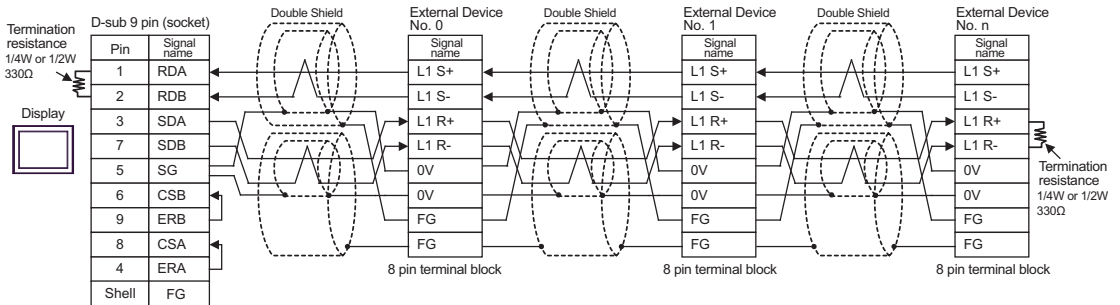 Termination
resistance
1/4W or 1/2W
330Ω
Display
D-sub 9 pin (socket)
Pin Signal name
1 RDA
2 RDB
3 SDA
7 SDB
5 SG
6 CSB
9 ERB
8 CSA
4 ERA
Shell FG
Double Shield
External Device
No. 0
Signal
name
L1 S+
L1 S-
L1 R+
L1 R-
0V
0V
FG
FG
8 pin terminal block
Double Shield
External Device
No. 1
Signal
name
L1 S+
L1 S-
L1 R+
L1 R-
0V
0V
FG
FG
8 pin terminal block
Double Shield
External Device
No. n
Signal
name
L1 S+
L1 S-
L1 R+
L1 R-
0V
0V
FG
FG
8 pin terminal block
Termination
resistance
1/4W or 1/2W
330Ω